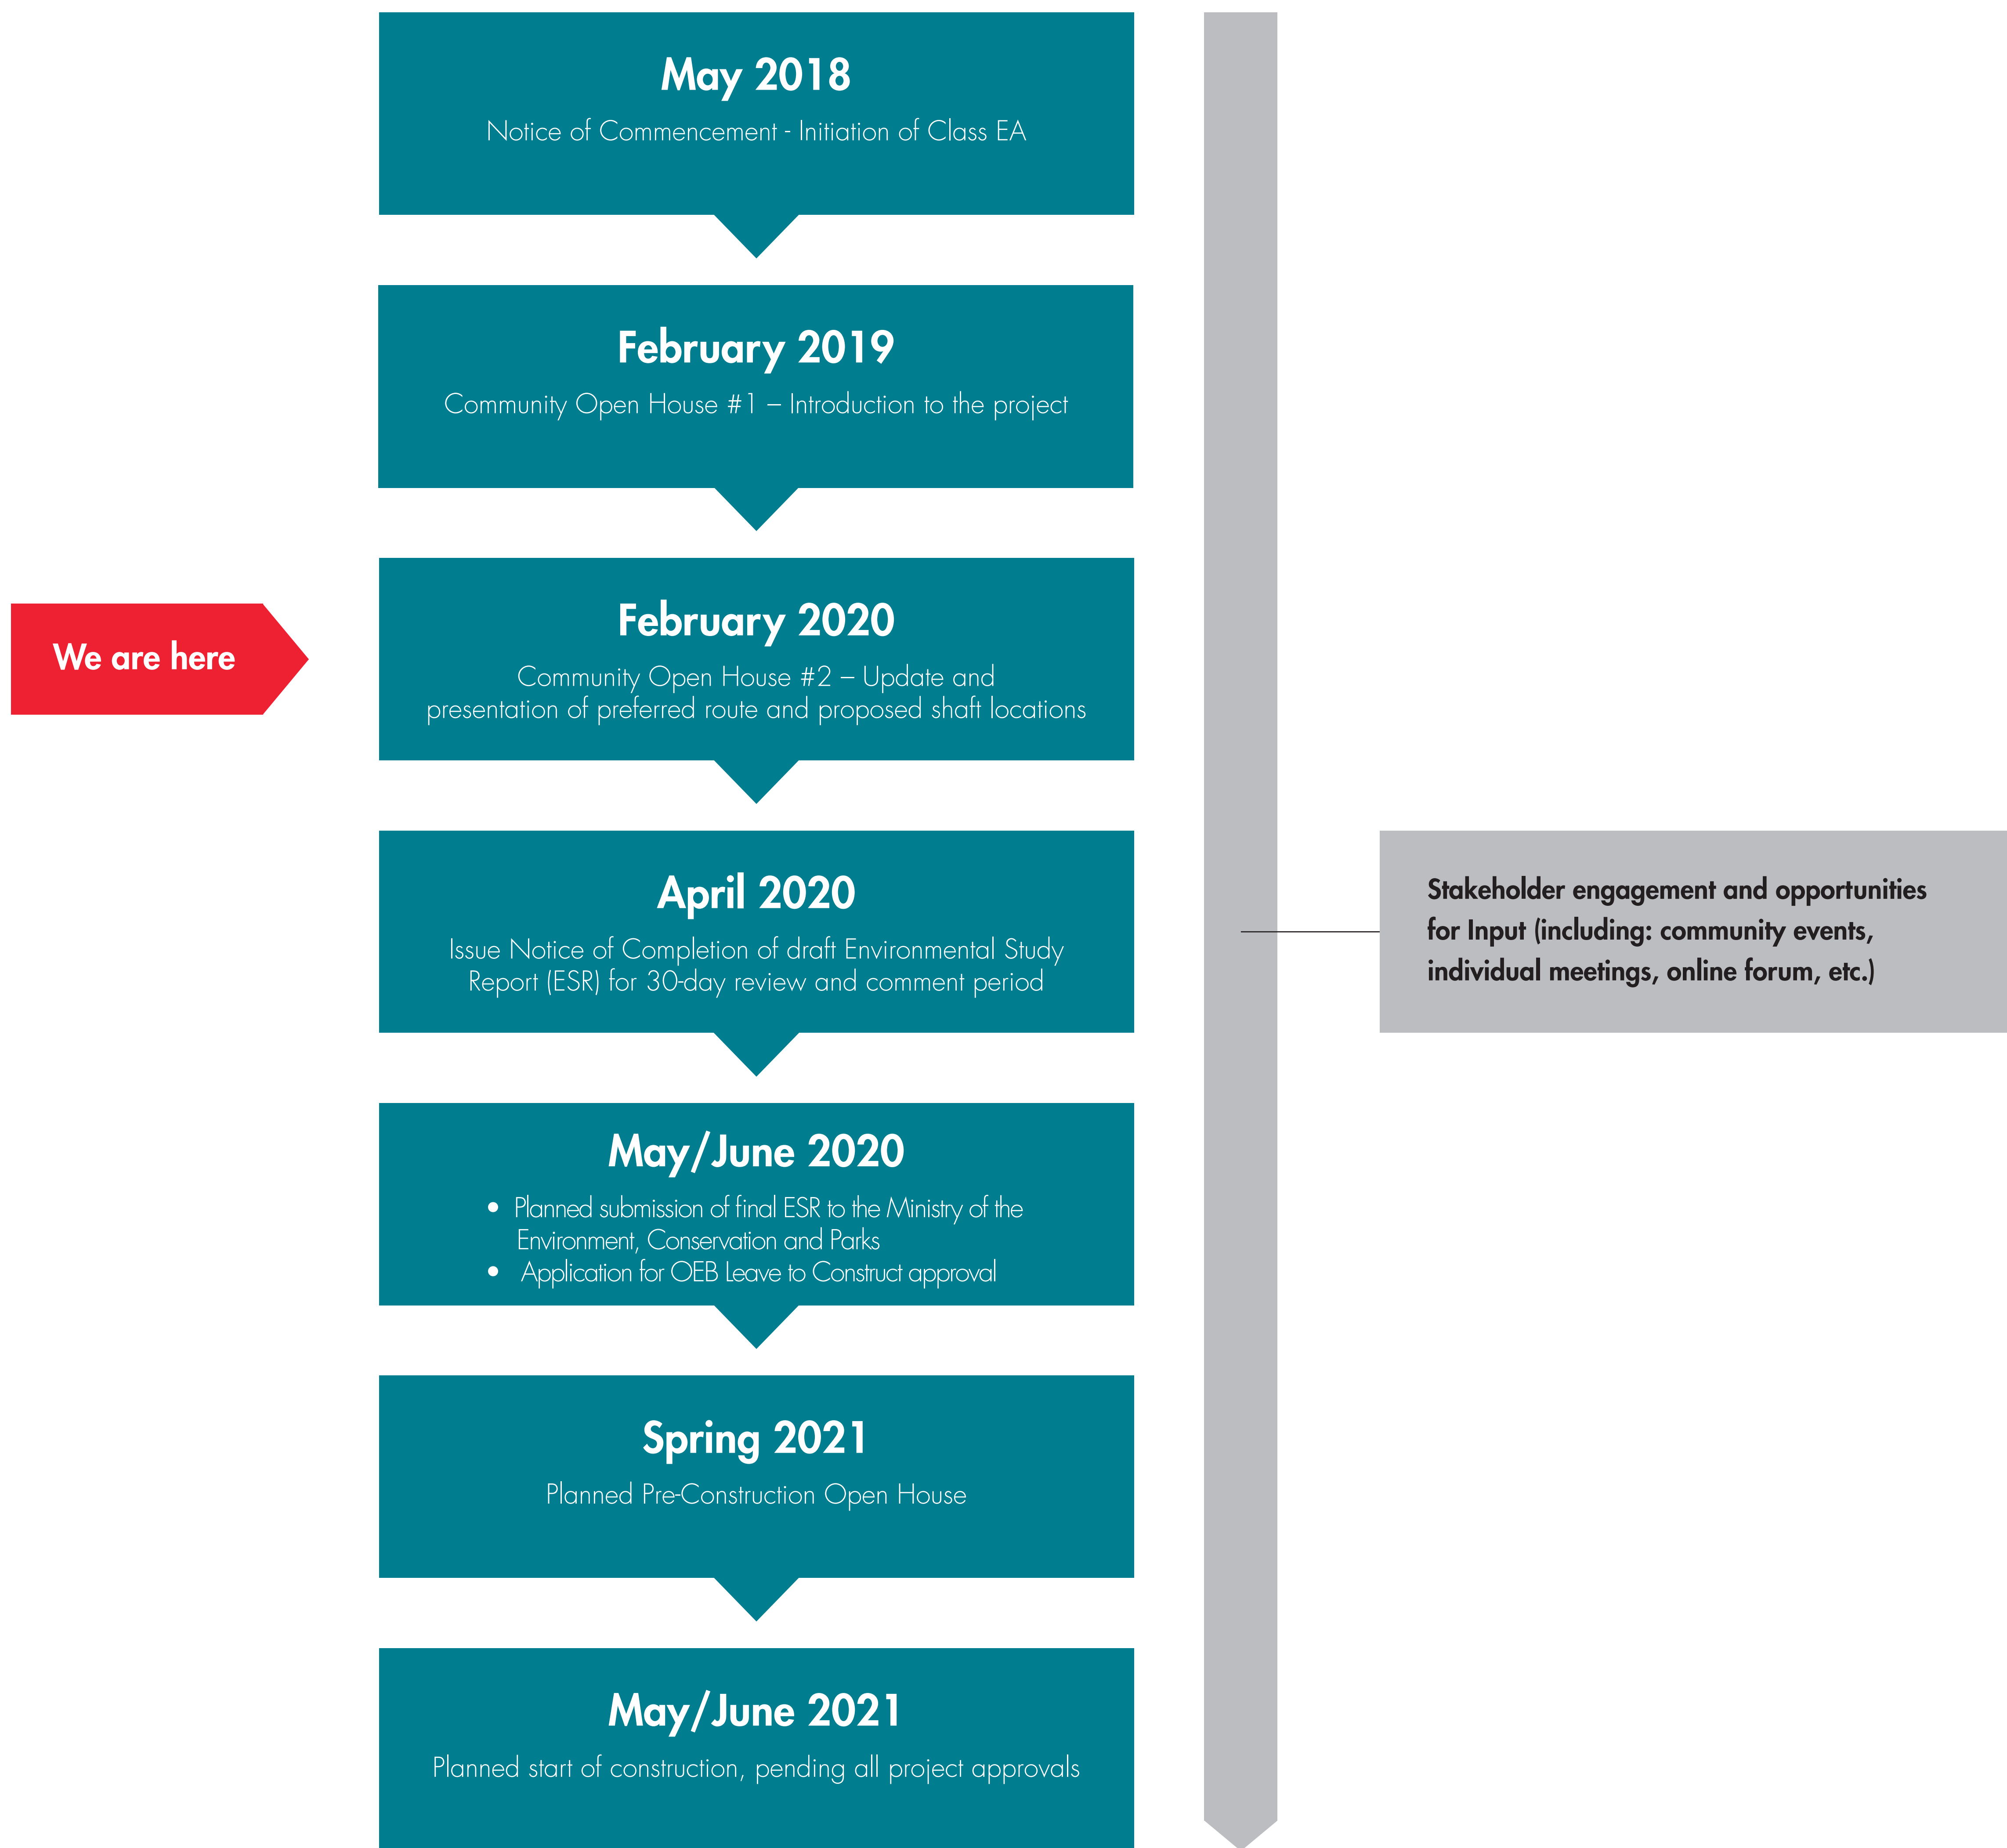 May 2018
Notice of Commencement - Initiation of Class EA
February 2019
Community Open House #1 – Introduction to the project
We are here
February 2020
Community Open House #2 – Update and
presentation of preferred route and proposed shaft locations
April 2020
Issue Notice of Completion of draft Environmental Study
Report (ESR) for 30-day review and comment period
Stakeholder engagement and opportunities
for Input (including: community events,
individual meetings, online forum, etc.)
May/June 2020
• Planned submission of final ESR to the Ministry of the
Environment, Conservation and Parks
• Application for OEB Leave to Construct approval
Spring 2021
Planned Pre-Construction Open House
May/June 2021
Planned start of construction, pending all project approvals